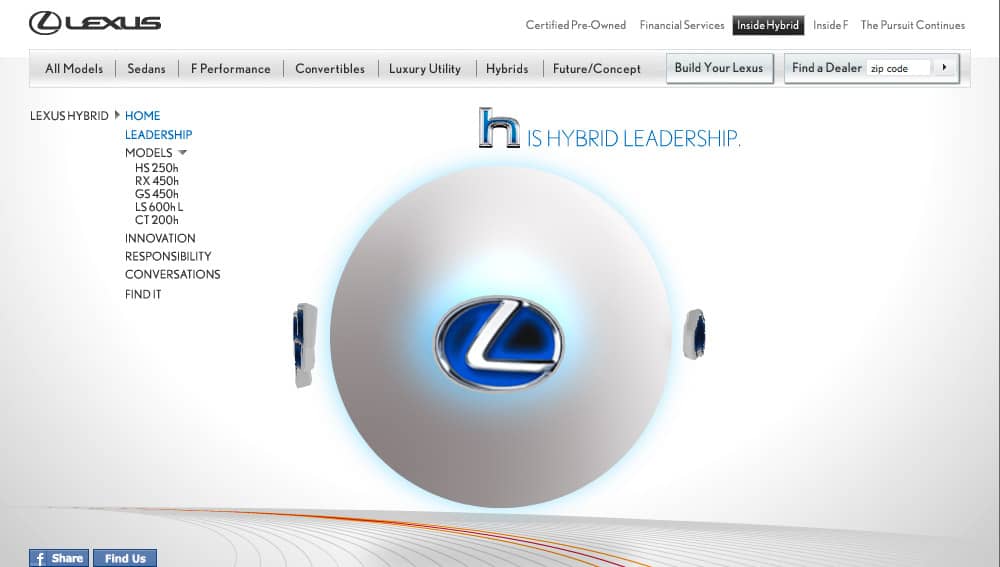 LEXUS
Certified Pre-Owned Financial Services Inside Hybrid Inside F The Pursuit Continues
All Models Sedans F Performance Convertibles Luxury Utility Hybrids Future/Concept Build Your Lexus Find a Dealer zip code
LEXUS HYBRID HOME
LEADERSHIP
MODELS
HS 250h
RX 450h
GS 450h
LS 600h L
CT 200h
INNOVATION
RESPONSIBILITY
CONVERSATIONS
FIND IT
h IS HYBRID LEADERSHIP.
f Share Find Us